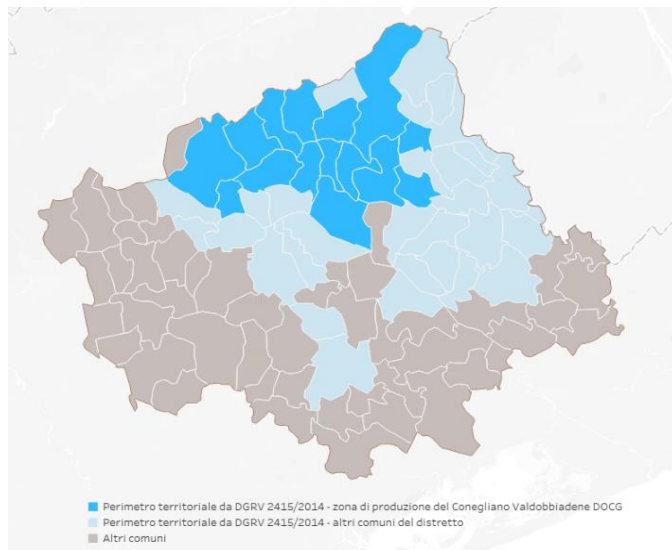 Perimetro territoriale da DGRV 2415/2014 - zona di produzione del Conegliano Valdobbiadene DOCG
Perimetro territoriale da DGRV 2415/2014 - altri comuni del distretto
Altri comuni